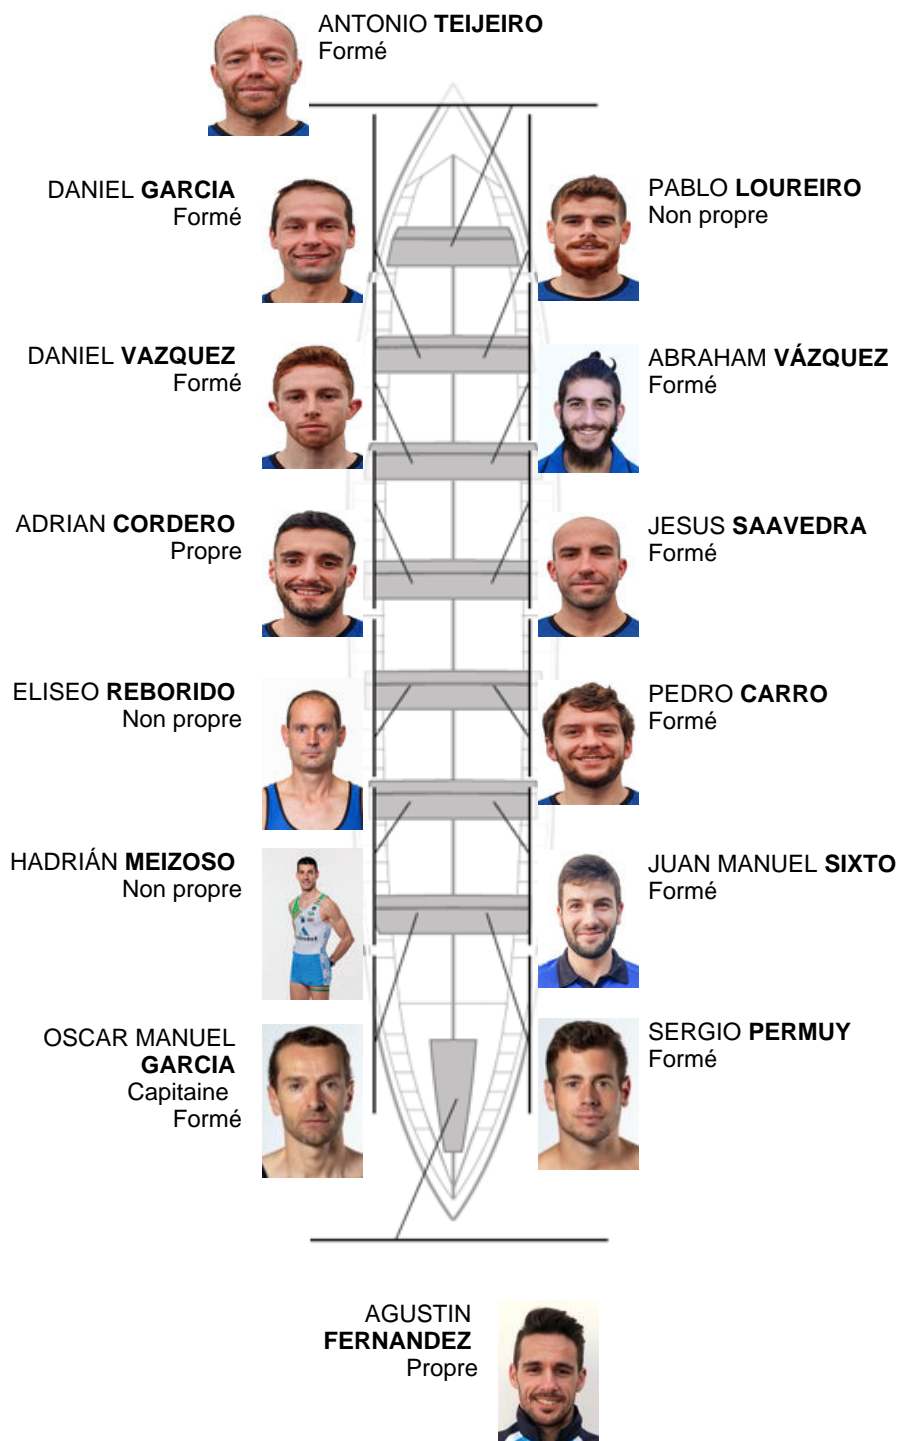 ANTONIO TEIJEIRO
Formé
DANIEL GARCIA
Formé
PABLO LOUREIRO
Non propre
DANIEL VAZQUEZ
Formé
ABRAHAM VÁZQUEZ
Formé
ADRIAN CORDERO
Propre
JESUS SAAVEDRA
Formé
ELISEO REBORIDO
Non propre
PEDRO CARRO
Formé
HADRIÁN MEIZOSO
Non propre
JUAN MANUEL SIXTO
Formé
OSCAR MANUEL
GARCIA
Capitaine
Formé
SERGIO PERMUY
Formé
AGUSTIN
FERNANDEZ
Propre